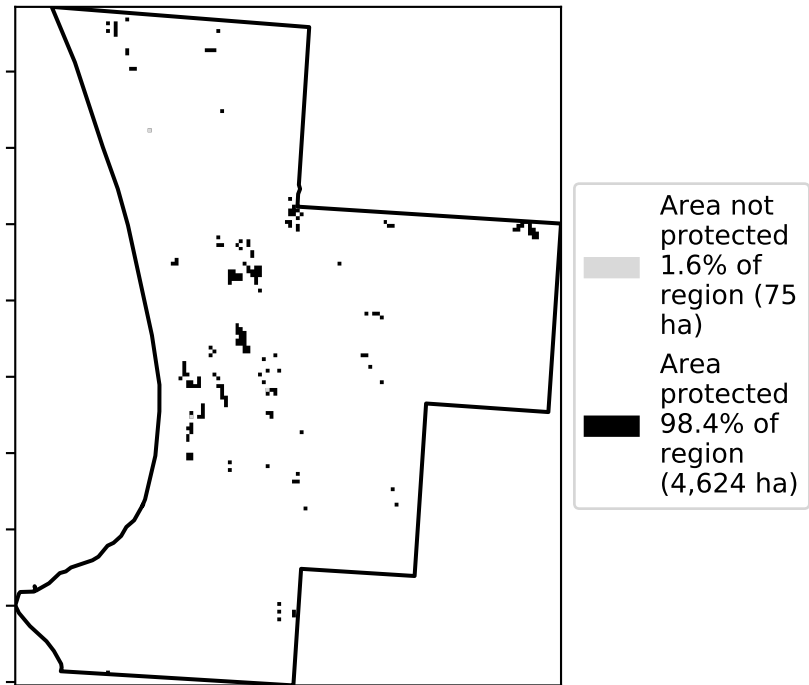 Area not
protected
1.6% of
region (75
ha)
Area
protected
98.4% of
region
(4,624 ha)